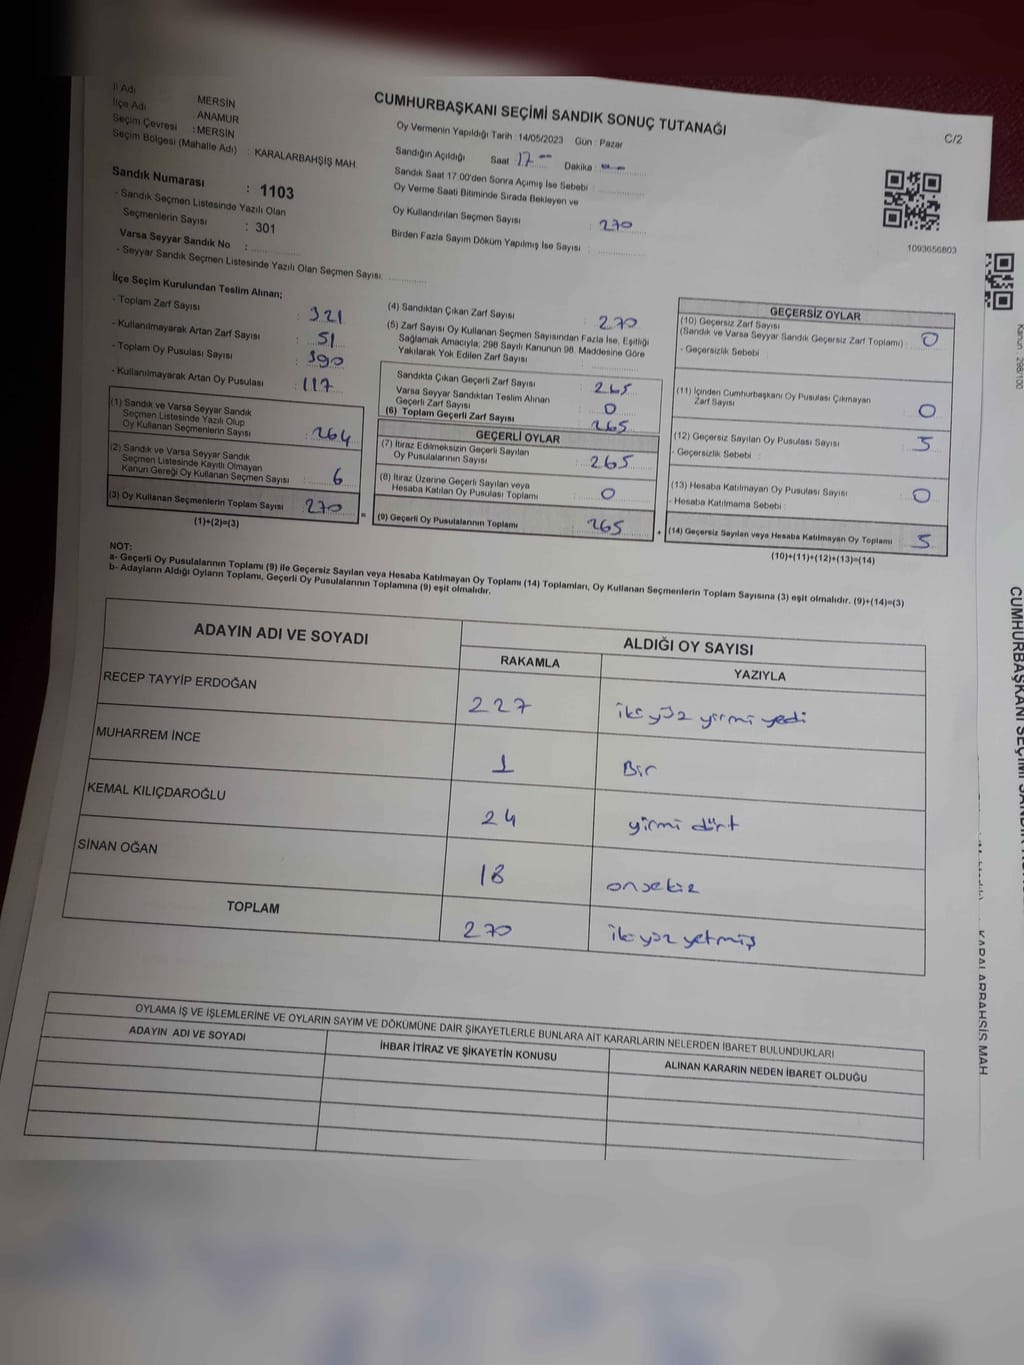 İl Adı
MERSİN
İlçe Adı
ANAMUR
Seçim Çevresi : MERSİN
Seçim Bölgesi (Mahalle Adı) : KARALARBAHŞİŞ MAH.
Sandık Numarası : 1103
- Sandık Seçmen Listesinde Yazılı Olan
Seçmenlerin Sayısı : 301
Varsa Seyyar Sandık No :
- Seyyar Sandık Seçmen Listesinde Yazılı Olan Seçmen Sayısı:
CUMHURBAŞKANI SEÇİMİ SANDIK SONUÇ TUTANAĞI
C/2
Oy Vermenin Yapıldığı Tarih : 14/05/2023 Gün : Pazar
Sandığın Açıldığı Saat : 17 -- Dakika : --
Sandık Saat 17:00'den Sonra Açımış İse Sebebi :
Oy Verme Saati Bitiminde Sırada Bekleyen ve
Oy Kullandırılan Seçmen Sayısı : 270
Birden Fazla Sayım Döküm Yapılmış İse Sayısı :
1093656803
İlçe Seçim Kurulundan Teslim Alınan;
- Toplam Zarf Sayısı : 321
- Kullanılmayarak Artan Zarf Sayısı : 51
- Toplam Oy Pusulası Sayısı : 390
- Kullanılmayarak Artan Oy Pusulası : 117
(1) Sandık ve Varsa Seyyar Sandık
Seçmen Listesinde Yazılı Olup
Oy Kullanan Seçmenlerin Sayısı : 264
(2) Sandık ve Varsa Seyyar Sandık
Seçmen Listesinde Kayıtlı Olmayan
Kanun Gereği Oy Kullanan Seçmen Sayısı : 6
(3) Oy Kullanan Seçmenlerin Toplam Sayısı : 270
(1)+(2)=(3)
(4) Sandıktan Çıkan Zarf Sayısı : 270
(5) Zarf Sayısı Oy Kullanan Seçmen Sayısından Fazla İse, Eşitliği
Sağlamak Amacıyla; 298 Sayılı Kanunun 98. Maddesine Göre
Yakılarak Yok Edilen Zarf Sayısı :
Sandıkta Çıkan Geçerli Zarf Sayısı : 265
Varsa Seyyar Sandıktan Teslim Alınan
Geçerli Zarf Sayısı : 0
(6) Toplam Geçerli Zarf Sayısı : 265
GEÇERLİ OYLAR
(7) İtiraz Edilmeksizin Geçerli Sayılan
Oy Pusulalarının Sayısı : 265
(8) İtiraz Üzerine Geçerli Sayılan veya
Hesaba Katılan Oy Pusulası Toplamı : 0
(9) Geçerli Oy Pusulalarının Toplamı : 265
GEÇERSİZ OYLAR
(10) Geçersiz Zarf Sayısı
(Sandık ve Varsa Seyyar Sandık Geçersiz Zarf Toplamı) : 0
- Geçersizlik Sebebi :
(11) İçinden Cumhurbaşkanı Oy Pusulası Çıkmayan
Zarf Sayısı : 0
(12) Geçersiz Sayılan Oy Pusulası Sayısı : 5
- Geçersizlik Sebebi :
(13) Hesaba Katılmayan Oy Pusulası Sayısı : 0
- Hesaba Katılmama Sebebi :
(14) Geçersiz Sayılan veya Hesaba Katılmayan Oy Toplamı : 5
(10)+(11)+(12)+(13)=(14)
NOT:
a- Geçerli Oy Pusulalarının Toplamı (9) ile Geçersiz Sayılan veya Hesaba Katılmayan Oy Toplamı (14) Toplamları, Oy Kullanan Seçmenlerin Toplam Sayısına (3) eşit olmalıdır. (9)+(14)=(3)
b- Adayların Aldığı Oyların Toplamı, Geçerli Oy Pusulalarının Toplamına (9) eşit olmalıdır.
ADAYIN ADI VE SOYADI
ALDIĞI OY SAYISI
RAKAMLA YAZIYLA
RECEP TAYYİP ERDOĞAN 227 iki yüz yirmi yedi
MUHARREM İNCE 1 Bir
KEMAL KILIÇDAROĞLU 24 yirmi dört
SİNAN OĞAN 18 onsekiz
TOPLAM 270 ikiyüz yetmiş
OYLAMA İŞ VE İŞLEMLERİNE VE OYLARIN SAYIM VE DÖKÜMÜNE DAİR ŞİKAYETLERLE BUNLARA AİT KARARLARIN NELERDEN İBARET BULUNDUKLARI
ADAYIN ADI VE SOYADI İHBAR İTİRAZ VE ŞİKAYETİN KONUSU ALINAN KARARIN NEDEN İBARET OLDUĞU
Kanun : 298/100
CUMHURBAŞKANI SEÇİMİ
KARALARBAHŞİŞ MAH